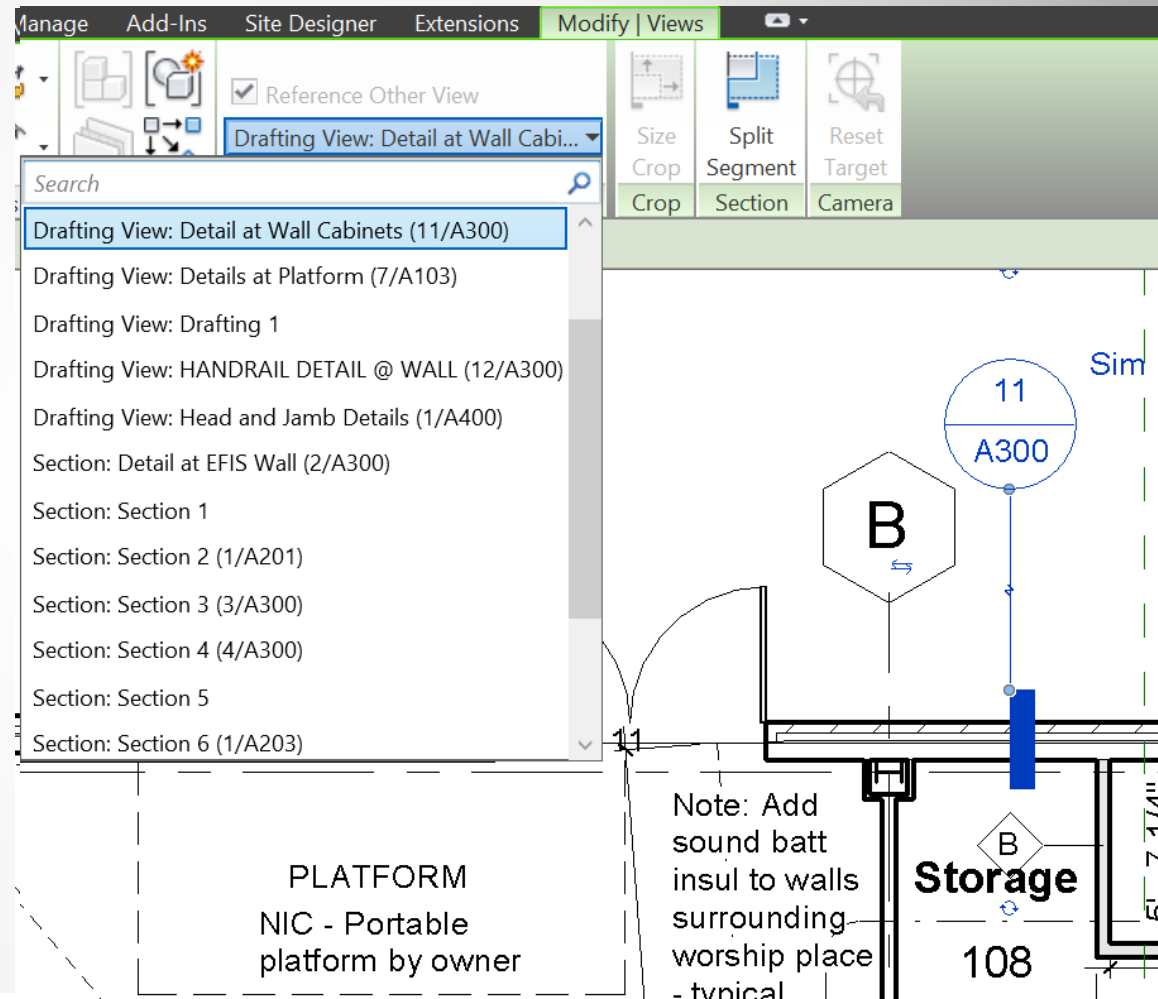 Manage Add-Ins Site Designer Extensions Modify | Views
Reference Other View
Drafting View: Detail at Wall Cabi...
Search
Drafting View: Detail at Wall Cabinets (11/A300)
Drafting View: Details at Platform (7/A103)
Drafting View: Drafting 1
Drafting View: HANDRAIL DETAIL @ WALL (12/A300)
Drafting View: Head and Jamb Details (1/A400)
Section: Detail at EFIS Wall (2/A300)
Section: Section 1
Section: Section 2 (1/A201)
Section: Section 3 (3/A300)
Section: Section 4 (4/A300)
Section: Section 5
Section: Section 6 (1/A203)
Size
Crop
Crop
Split
Segment
Section
Reset
Target
Camera
Sim
11
A300
B
11
Note: Add
sound batt
insul to walls
surrounding
worship place
- typical
PLATFORM
NIC - Portable
platform by owner
B
Storage
108
7 1/4"